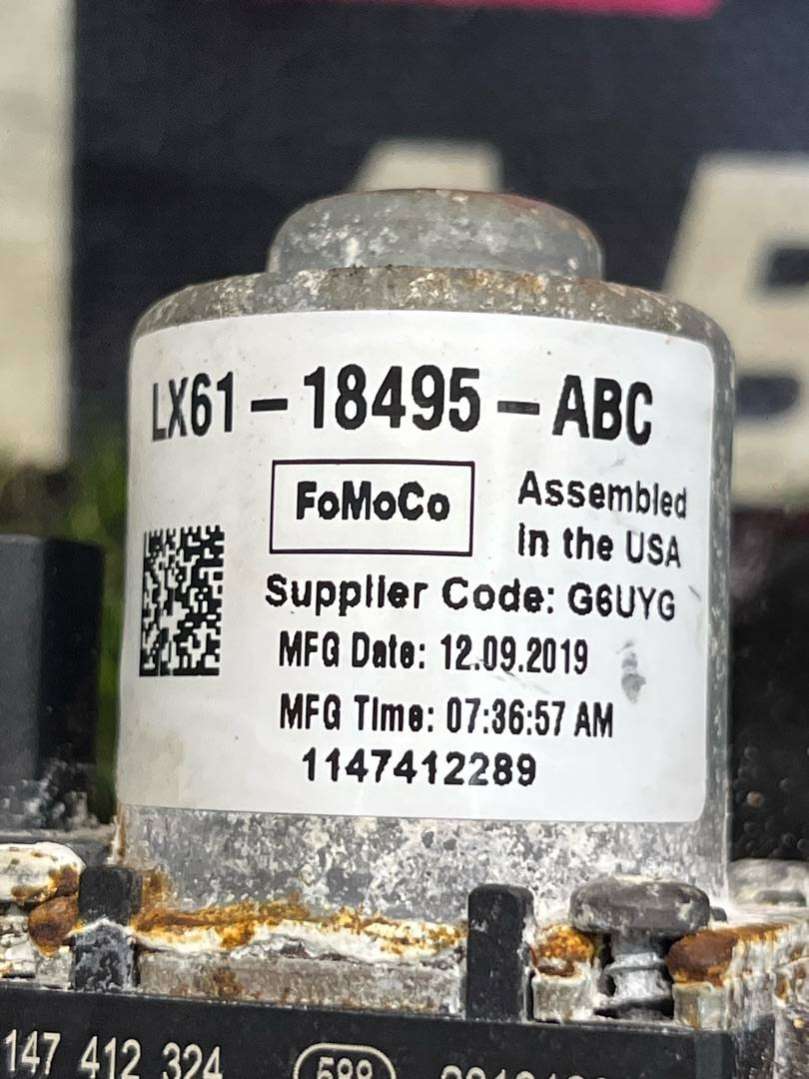 LX61-18495-ABC
FoMoCo
Assembled
in the USA
Supplier Code: G6UYG
MFG Date: 12.09.2019
MFG Time: 07:36:57 AM
1147412289
147 412 324